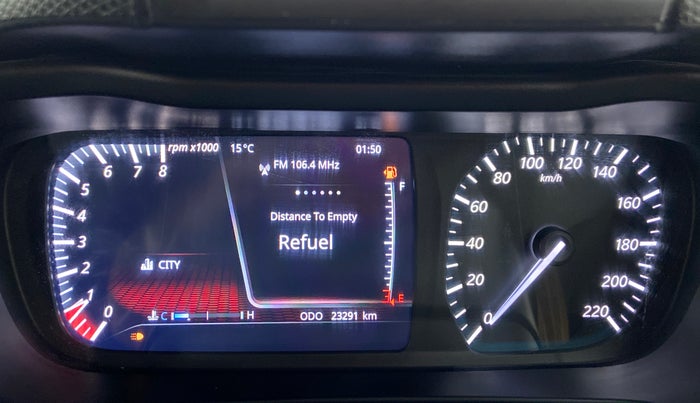 rpm x1000 15°C 01:50
FM 106.4 MHz
Distance To Empty
Refuel
CITY
F
E
C H ODO 23291 km
0 1 2 3 4 5 6 7 8
0 20 40 60 80 100 120 140 160 180 200 220
km/h